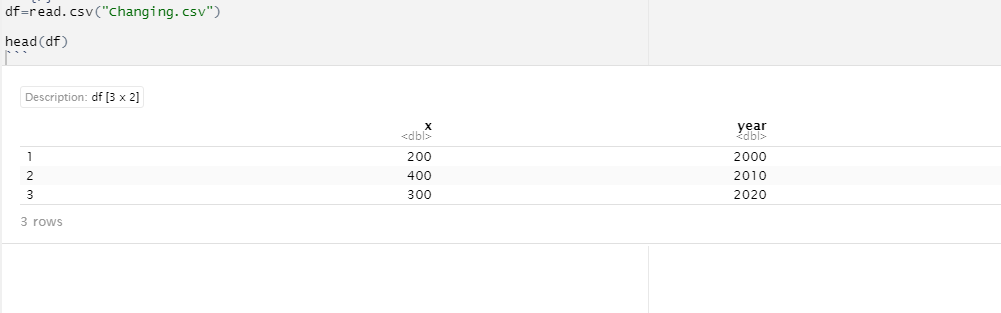 df=read.csv("Changing.csv")
head(df)
```
Description: df [3 x 2]
x year
<dbl> <dbl>
1 200 2000
2 400 2010
3 300 2020
3 rows